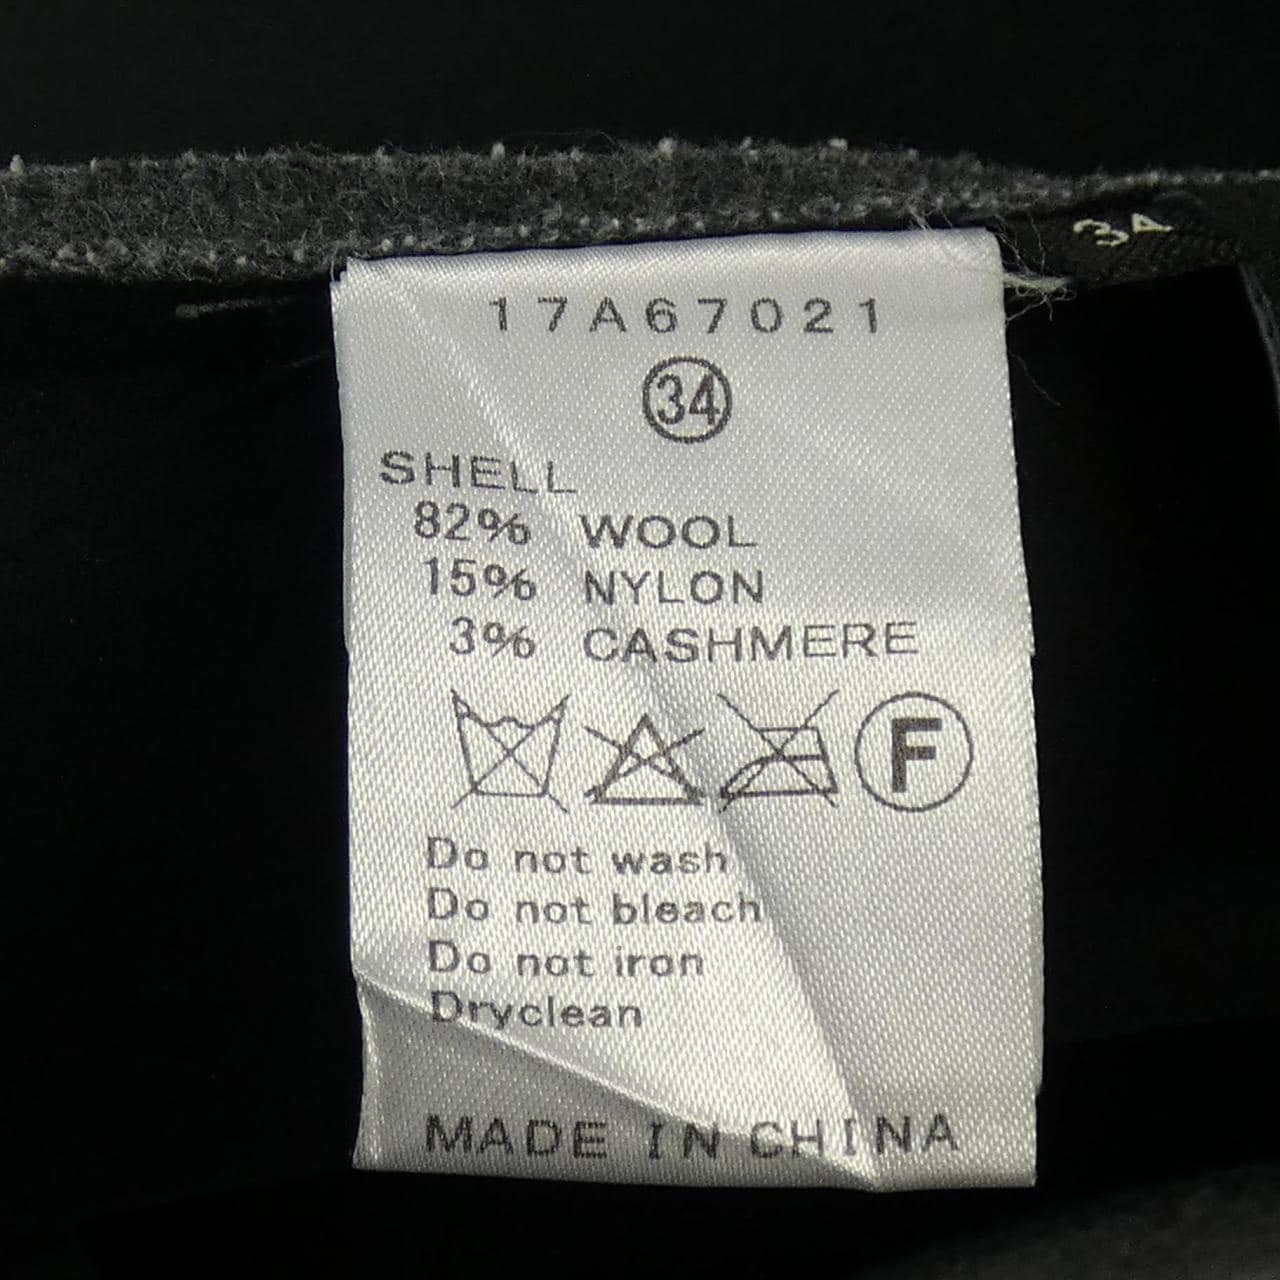 34
17A67021
34
SHELL
82% WOOL
15% NYLON
3% CASHMERE
F
Do not wash
Do not bleach
Do not iron
Dryclean
MADE IN CHINA